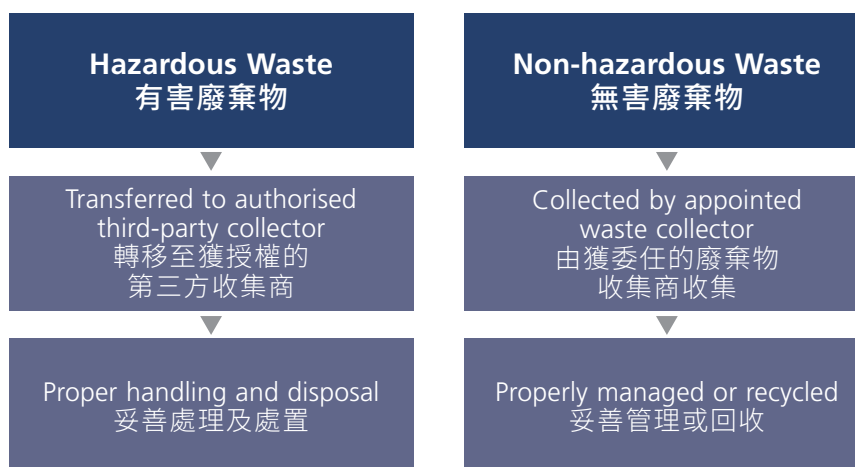 Hazardous Waste
有害廢棄物
Transferred to authorised
third-party collector
轉移至獲授權的
第三方收集商
Proper handling and disposal
妥善處理及處置
Non-hazardous Waste
無害廢棄物
Collected by appointed
waste collector
由獲委任的廢棄物
收集商收集
Properly managed or recycled
妥善管理或回收